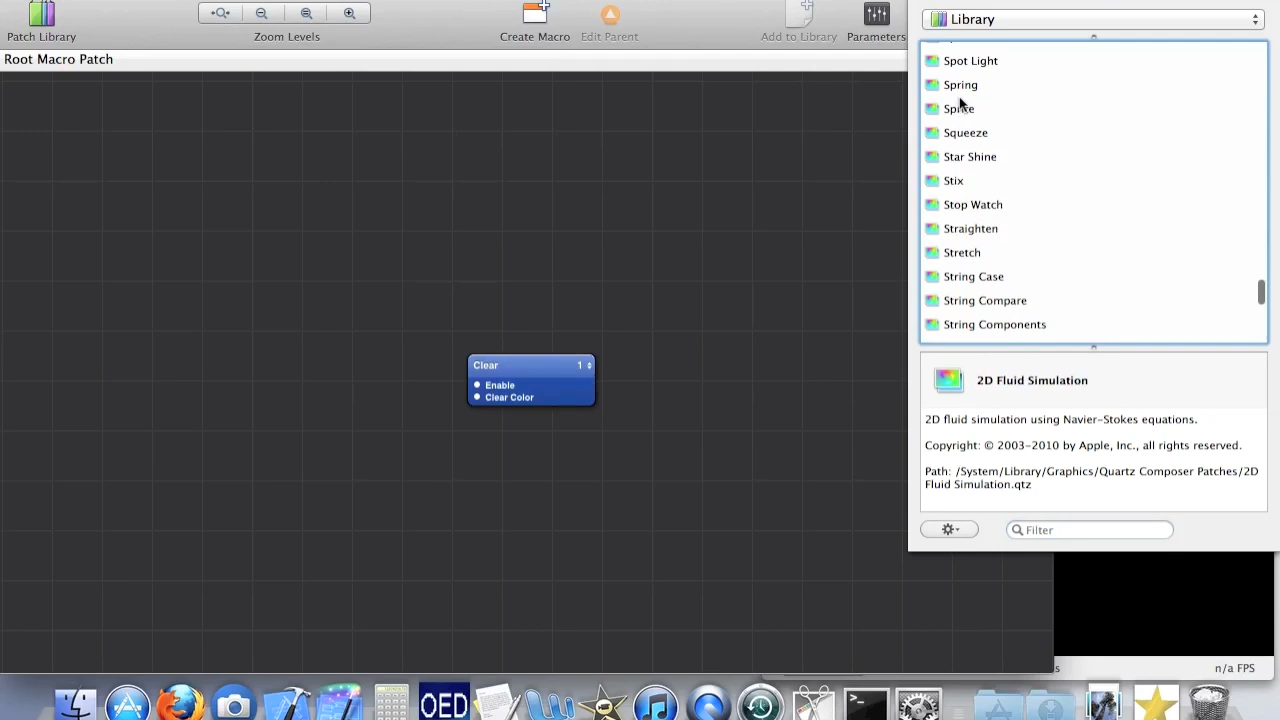 Patch Library
Zoom Levels
Create Macro
Edit Parent
Add to Library
Parameters
Root Macro Patch
Clear 1
Enable
Clear Color
Library
Spot Light
Spring
Sprite
Squeeze
Star Shine
Stix
Stop Watch
Straighten
Stretch
String Case
String Compare
String Components
2D Fluid Simulation
2D fluid simulation using Navier-Stokes equations.
Copyright: © 2003-2010 by Apple, Inc., all rights reserved.
Path: /System/Library/Graphics/Quartz Composer Patches/2D
Fluid Simulation.qtz
Filter
n/a FPS
OED